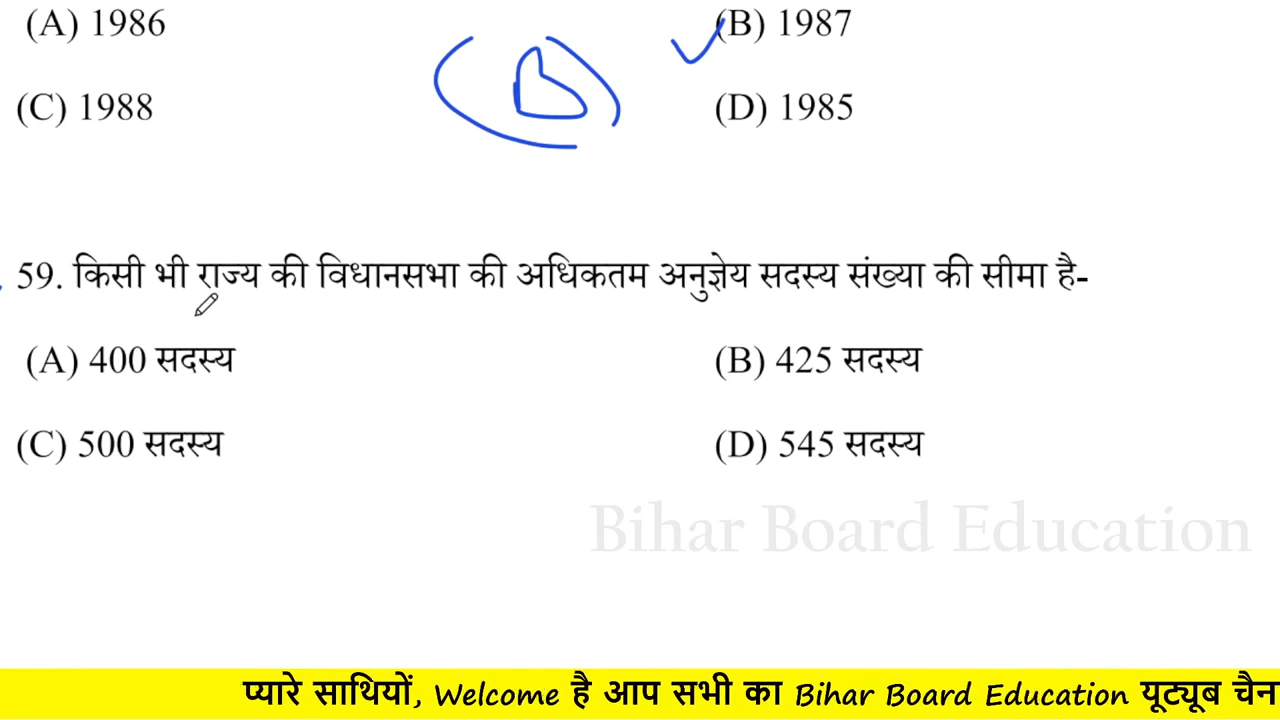 (A) 1986 (B) 1987
(C) 1988 (D) 1985
59. किसी भी राज्य की विधानसभा की अधिकतम अनुज्ञेय सदस्य संख्या की सीमा है-
(A) 400 सदस्य (B) 425 सदस्य
(C) 500 सदस्य (D) 545 सदस्य
Bihar Board Education
प्यारे साथियों, Welcome है आप सभी का Bihar Board Education यूट्यूब चैन